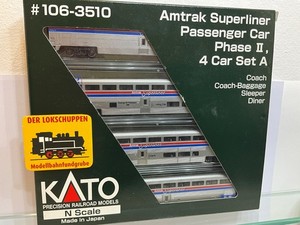 #106-3510
Amtrak Superliner
Passenger Car
Phase II,
4 Car Set A
Coach
Coach-Baggage
Sleeper
Diner
DER LOKSCHUPPEN
Modellbahnfundgrube
KATO
PRECISION RAILROAD MODELS
N Scale
Made in Japan